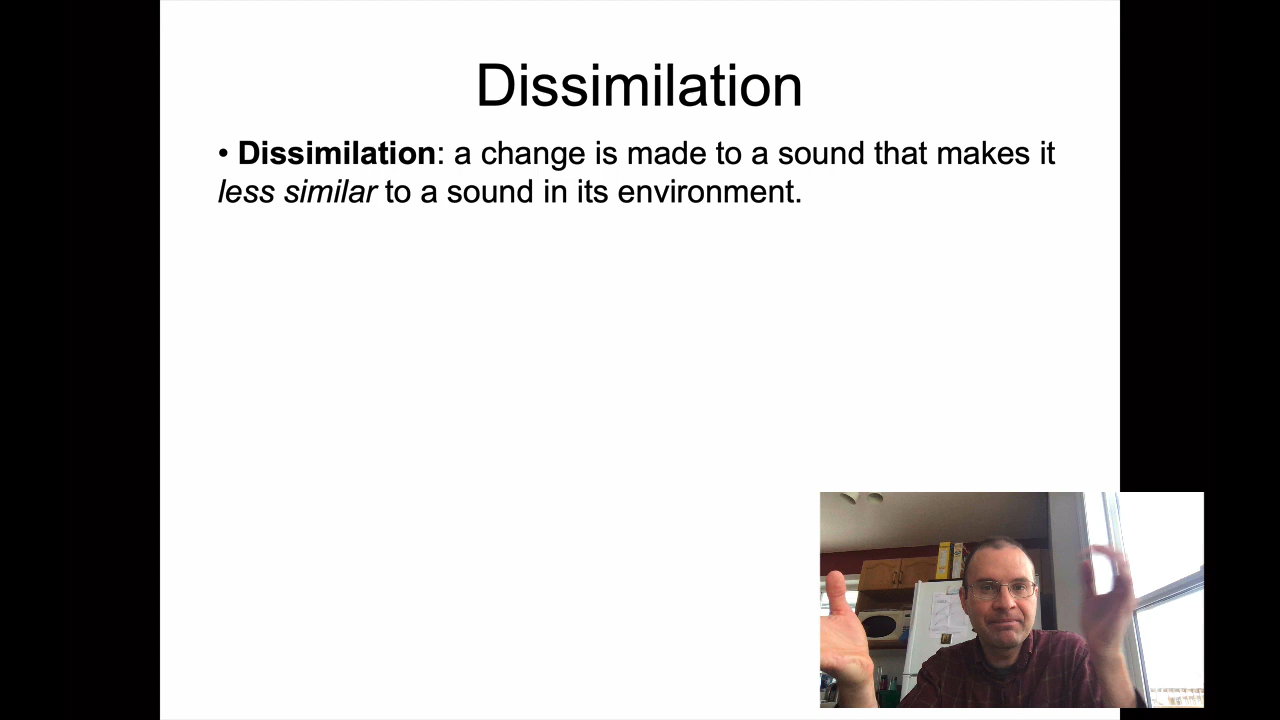 Dissimilation
• Dissimilation: a change is made to a sound that makes it
less similar to a sound in its environment.